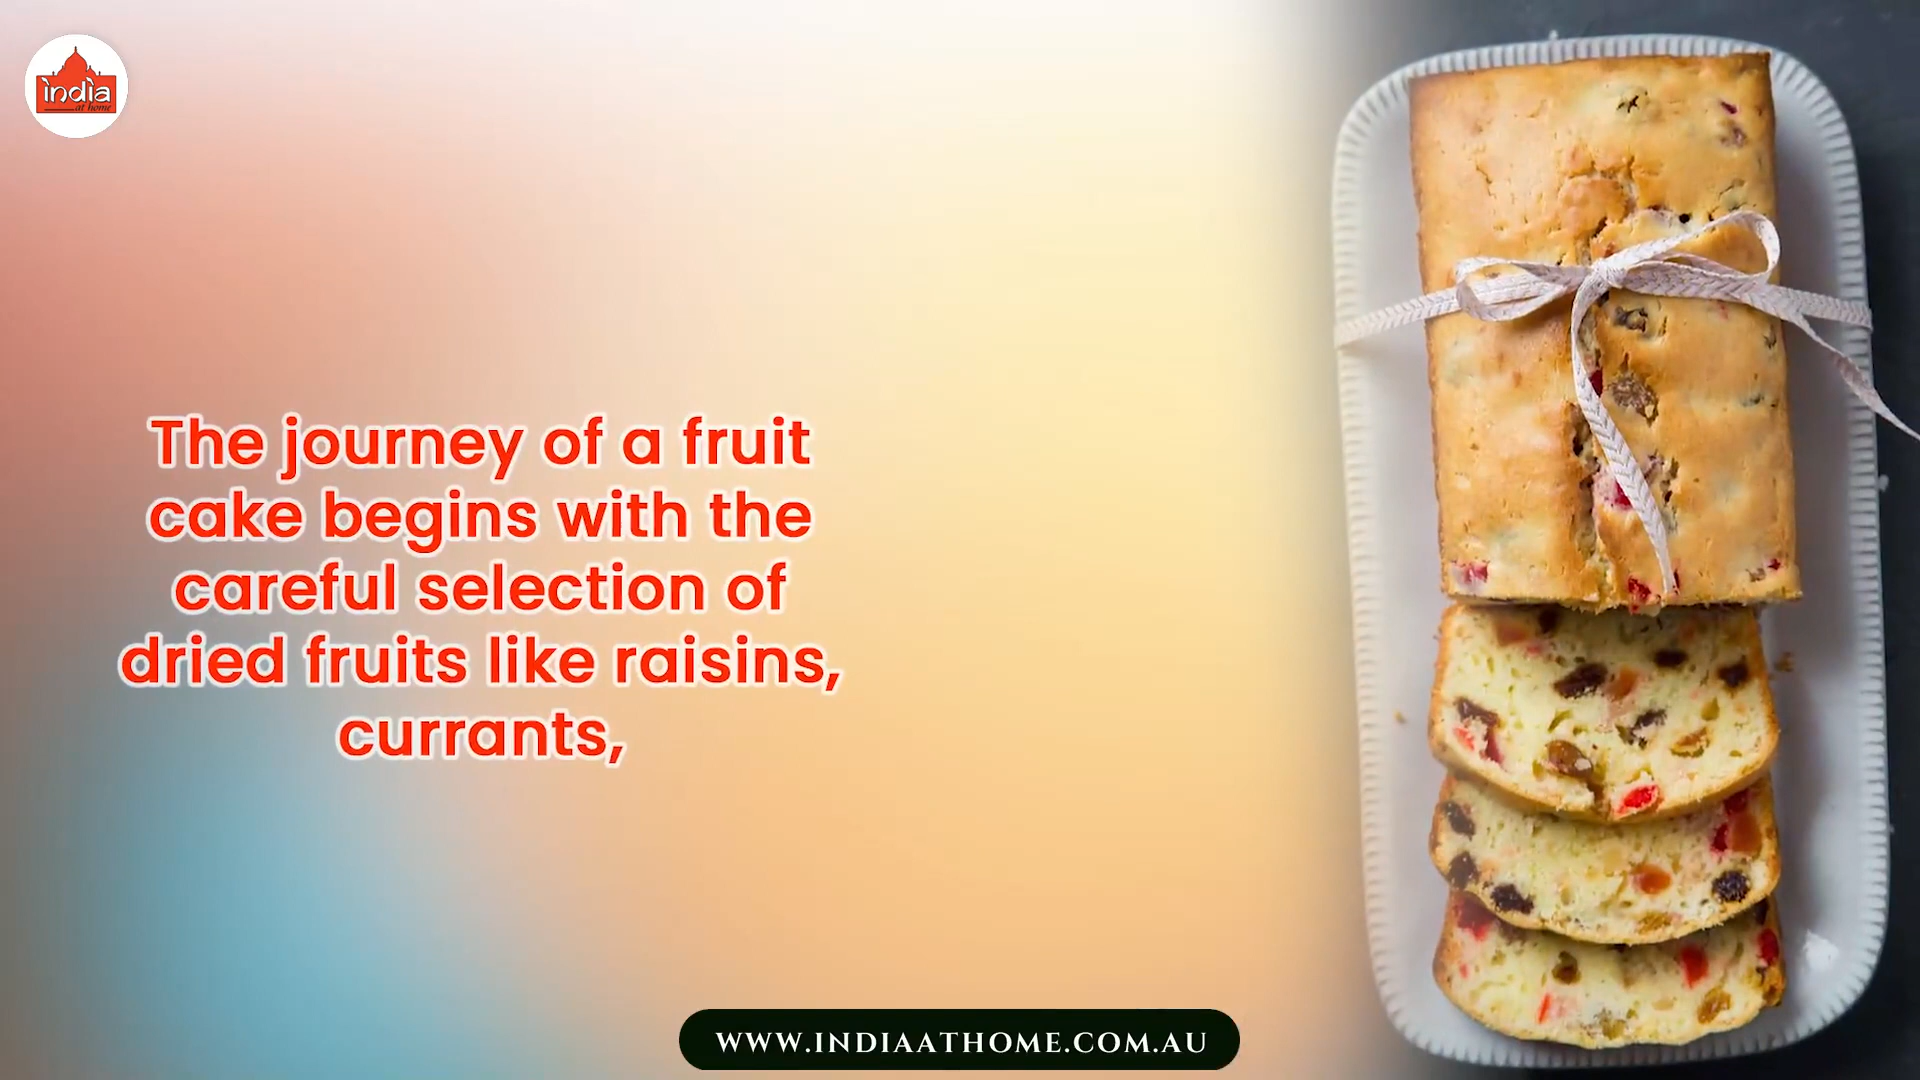 india
at home
The journey of a fruit
cake begins with the
careful selection of
dried fruits like raisins,
currants,
WWW.INDIAATHOME.COM.AU